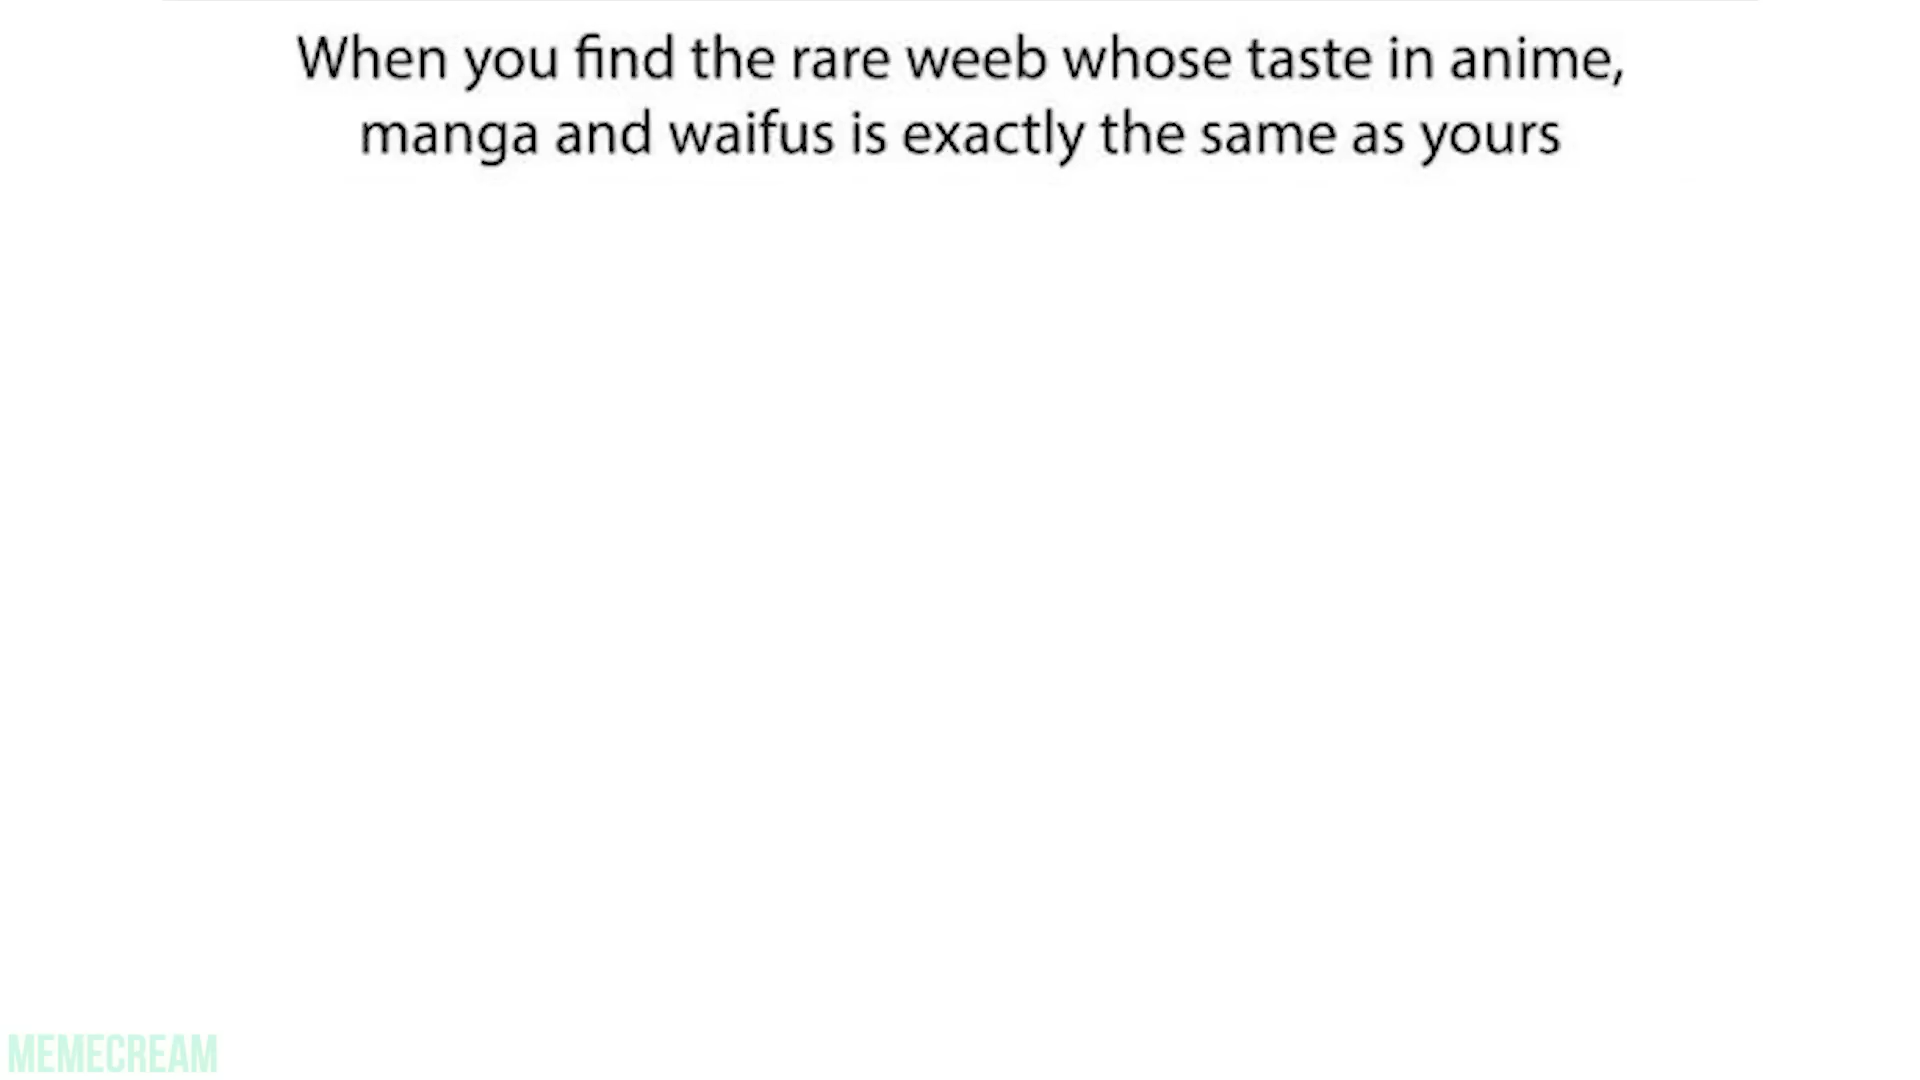 When you find the rare weeb whose taste in anime,
manga and waifus is exactly the same as yours
MEMECREAM